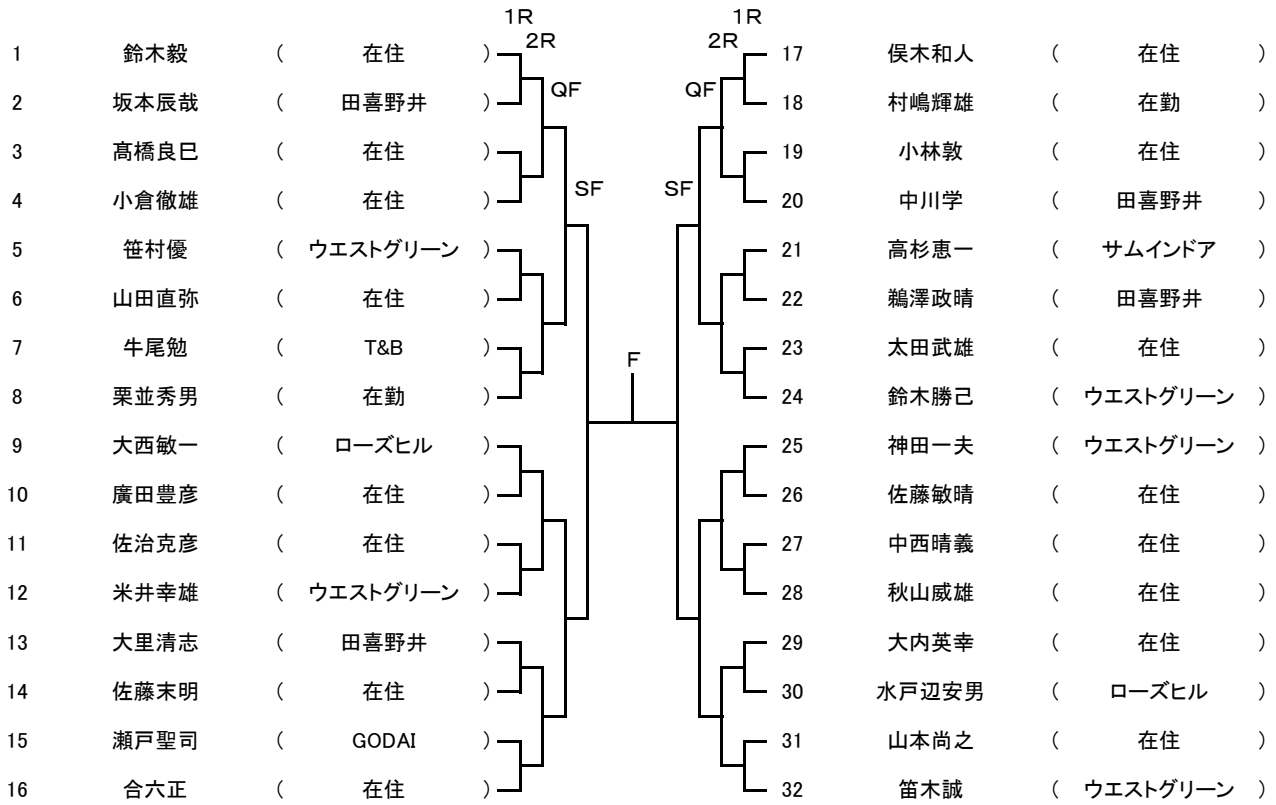 1R 1R
2R 2R
1 鈴木毅 ( 在住 ) 17 俣木和人 ( 在住 )
QF QF
2 坂本辰哉 ( 田喜野井 ) 18 村嶋輝雄 ( 在勤 )
3 髙橋良巳 ( 在住 ) 19 小林敦 ( 在住 )
SF SF
4 小倉徹雄 ( 在住 ) 20 中川学 ( 田喜野井 )
5 笹村優 ( ウエストグリーン ) 21 高杉恵一 ( サムインドア )
6 山田直弥 ( 在住 ) 22 鵜澤政晴 ( 田喜野井 )
7 牛尾勉 ( T&B ) 23 太田武雄 ( 在住 )
F
8 栗並秀男 ( 在勤 ) 24 鈴木勝己 ( ウエストグリーン )
9 大西敏一 ( ローズヒル ) 25 神田一夫 ( ウエストグリーン )
10 廣田豊彦 ( 在住 ) 26 佐藤敏晴 ( 在住 )
11 佐治克彦 ( 在住 ) 27 中西晴義 ( 在住 )
12 米井幸雄 ( ウエストグリーン ) 28 秋山威雄 ( 在住 )
13 大里清志 ( 田喜野井 ) 29 大内英幸 ( 在住 )
14 佐藤末明 ( 在住 ) 30 水戸辺安男 ( ローズヒル )
15 瀬戸聖司 ( GODAI ) 31 山本尚之 ( 在住 )
16 合六正 ( 在住 ) 32 笛木誠 ( ウエストグリーン )